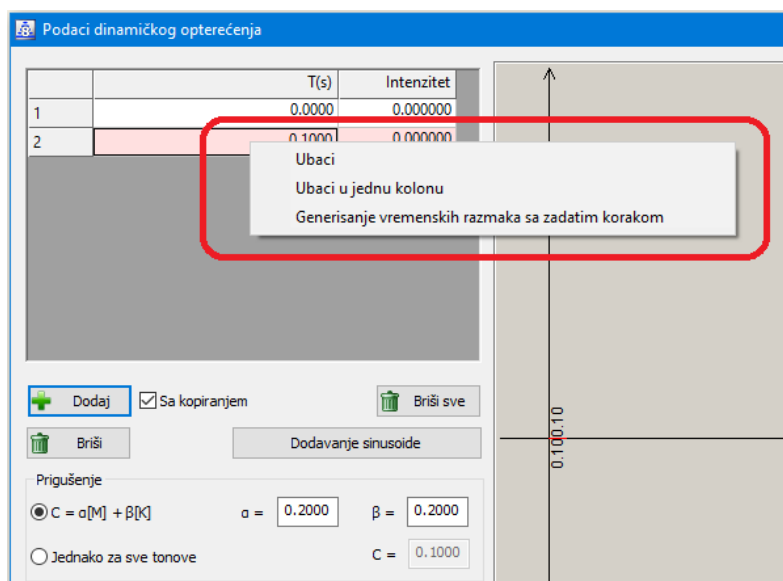 Podaci dinamičkog opterećenja
T(s) Intenzitet
1 0.0000 0.000000
2 0.1000 0.000000
Ubaci
Ubaci u jednu kolonu
Generisanje vremenskih razmaka sa zadatim korakom
Dodaj Sa kopiranjem Briši sve
Briši Dodavanje sinusoide
0.100.10
Prigušenje
C = α[M] + β[K] α = 0.2000 β = 0.2000
Jednako za sve tonove C = 0.1000